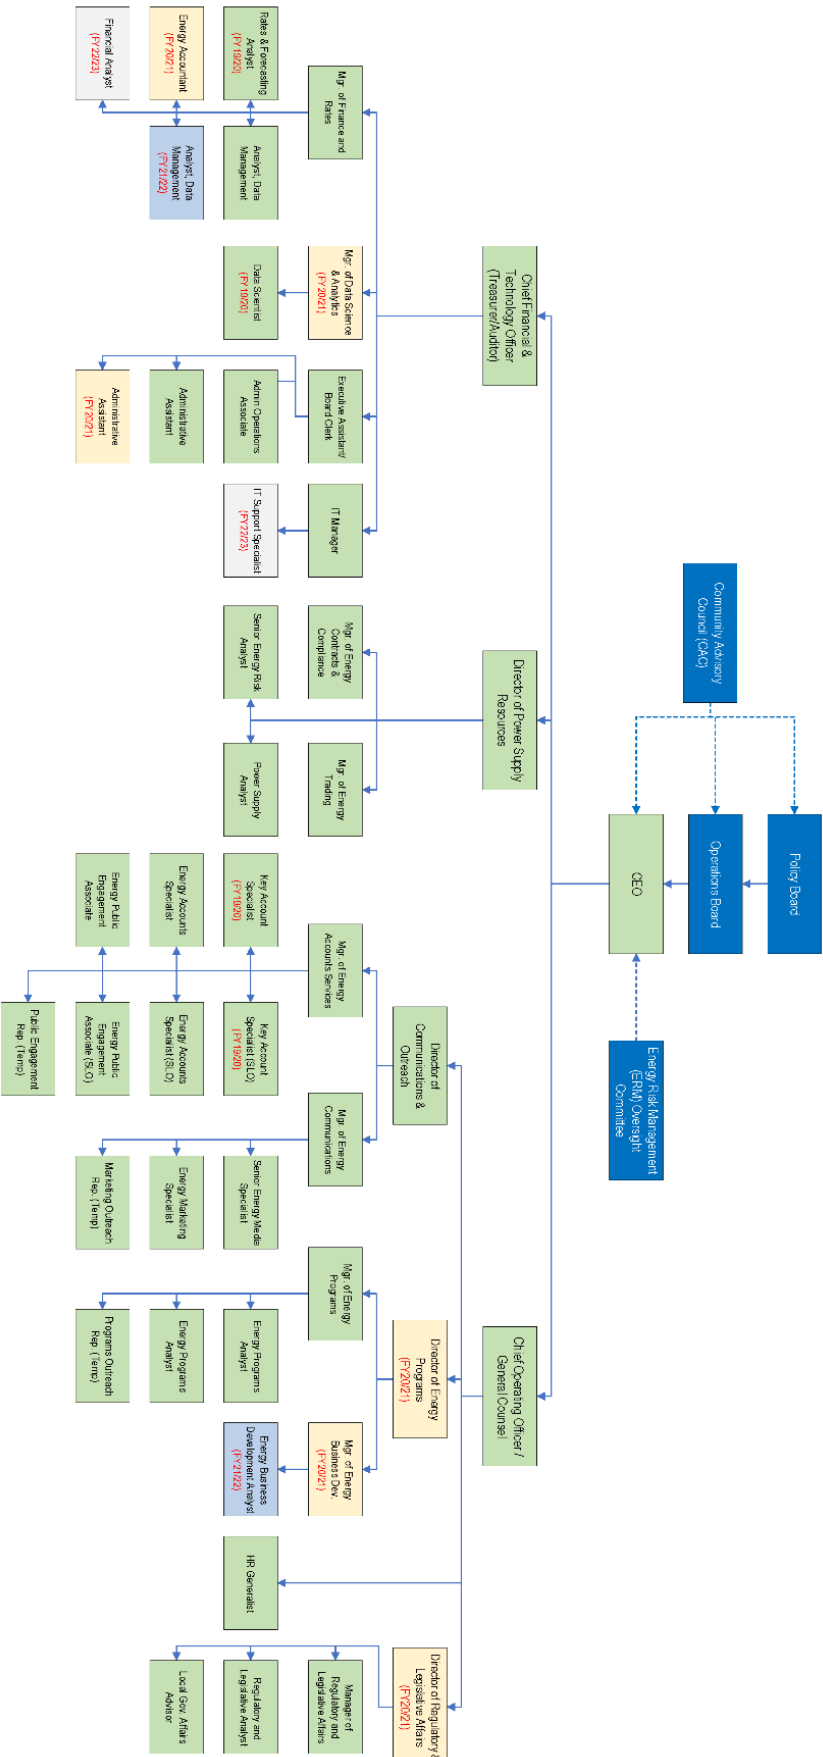 Policy Board
Community Advisory
Council (CAC)
Operations Board
CEO
Energy Risk Management
(ERM) Oversight
Committee
Chief Financial &
Technology Officer
(Treasurer/Auditor)
Director of Power Supply
Resources
Chief Operating Officer /
General Counsel
Director of
Communications &
Outreach
Director of Energy
Programs
(FY20/21)
Director of Regulatory &
Legislative Affairs
(FY20/21)
Mgr. of Finance and
Rates
Mgr. of Data Science
& Analytics
(FY20/21)
Executive Assistant/
Board Clerk
IT Manager
Mgr. of Energy
Contracts &
Compliance
Mgr. of Energy
Trading
Mgr. of Energy
Accounts Services
Mgr. of Energy
Communications
Mgr. of Energy
Programs
Mgr. of Energy
Business Dev.
(FY20/21)
Manager of
Regulatory and
Legislative Affairs
Rates & Forecasting
Analyst
(FY19/20)
Analyst, Data
Management
Data Scientist
(FY19/20)
Admin Operations
Associate
IT Support Specialist
(FY22/23)
Senior Energy Risk
Analyst
Power Supply
Analyst
Key Account
Specialist
(FY19/20)
Key Account
Specialist (SLO)
(FY19/20)
Senior Energy Media
Specialist
Energy Programs
Analyst
Energy Business
Development Analyst
(FY21/22)
HR Generalist
Regulatory and
Legislative Analyst
Energy Accountant
(FY20/21)
Analyst, Data
Management
(FY21/22)
Administrative
Assistant
Energy Accounts
Specialist
Energy Accounts
Specialist (SLO)
Energy Marketing
Specialist
Energy Programs
Analyst
Local Gov. Affairs
Advisor
Financial Analyst
(FY22/23)
Administrative
Assistant
(FY20/21)
Energy Public
Engagement
Associate
Energy Public
Engagement
Associate (SLO)
Marketing Outreach
Rep. (Temp)
Programs Outreach
Rep. (Temp)
Public Engagement
Rep. (Temp)